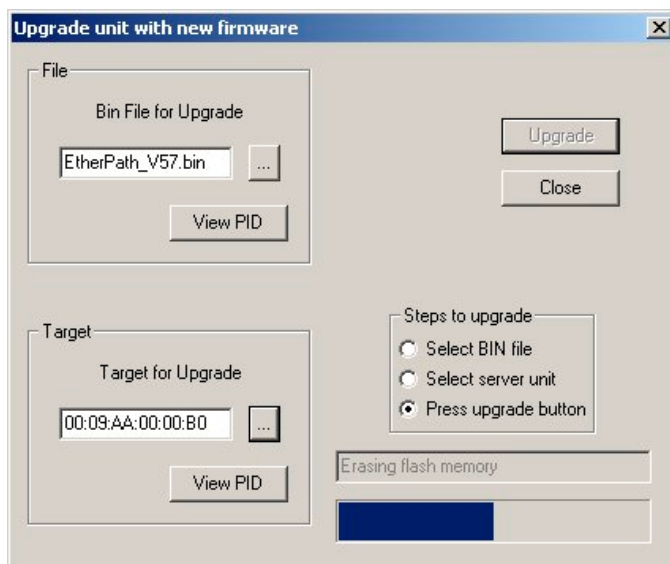 Upgrade unit with new firmware
File
Bin File for Upgrade
EtherPath_V57.bin
...
View PID
Upgrade
Close
Target
Target for Upgrade
00:09:AA:00:00:B0
...
View PID
Steps to upgrade
Select BIN file
Select server unit
Press upgrade button
Erasing flash memory